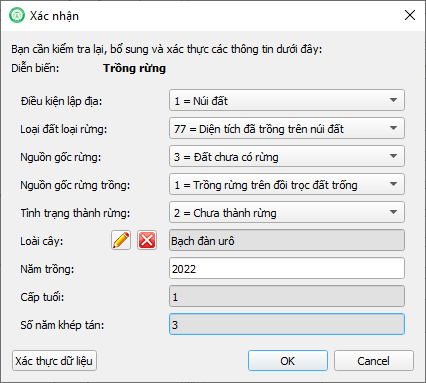 Xác nhận
Bạn cần kiểm tra lại, bổ sung và xác thực các thông tin dưới đây:
Diễn biến: Trồng rừng
Điều kiện lập địa: 1 = Núi đất
Loại đất loại rừng: 77 = Diện tích đã trồng trên núi đất
Nguồn gốc rừng: 3 = Đất chưa có rừng
Nguồn gốc rừng trồng: 1 = Trồng rừng trên đồi trọc đất trống
Tình trạng thành rừng: 2 = Chưa thành rừng
Loài cây: Bạch đàn urô
Năm trồng: 2022
Cấp tuổi: 1
Số năm khép tán: 3
Xác thực dữ liệu OK Cancel